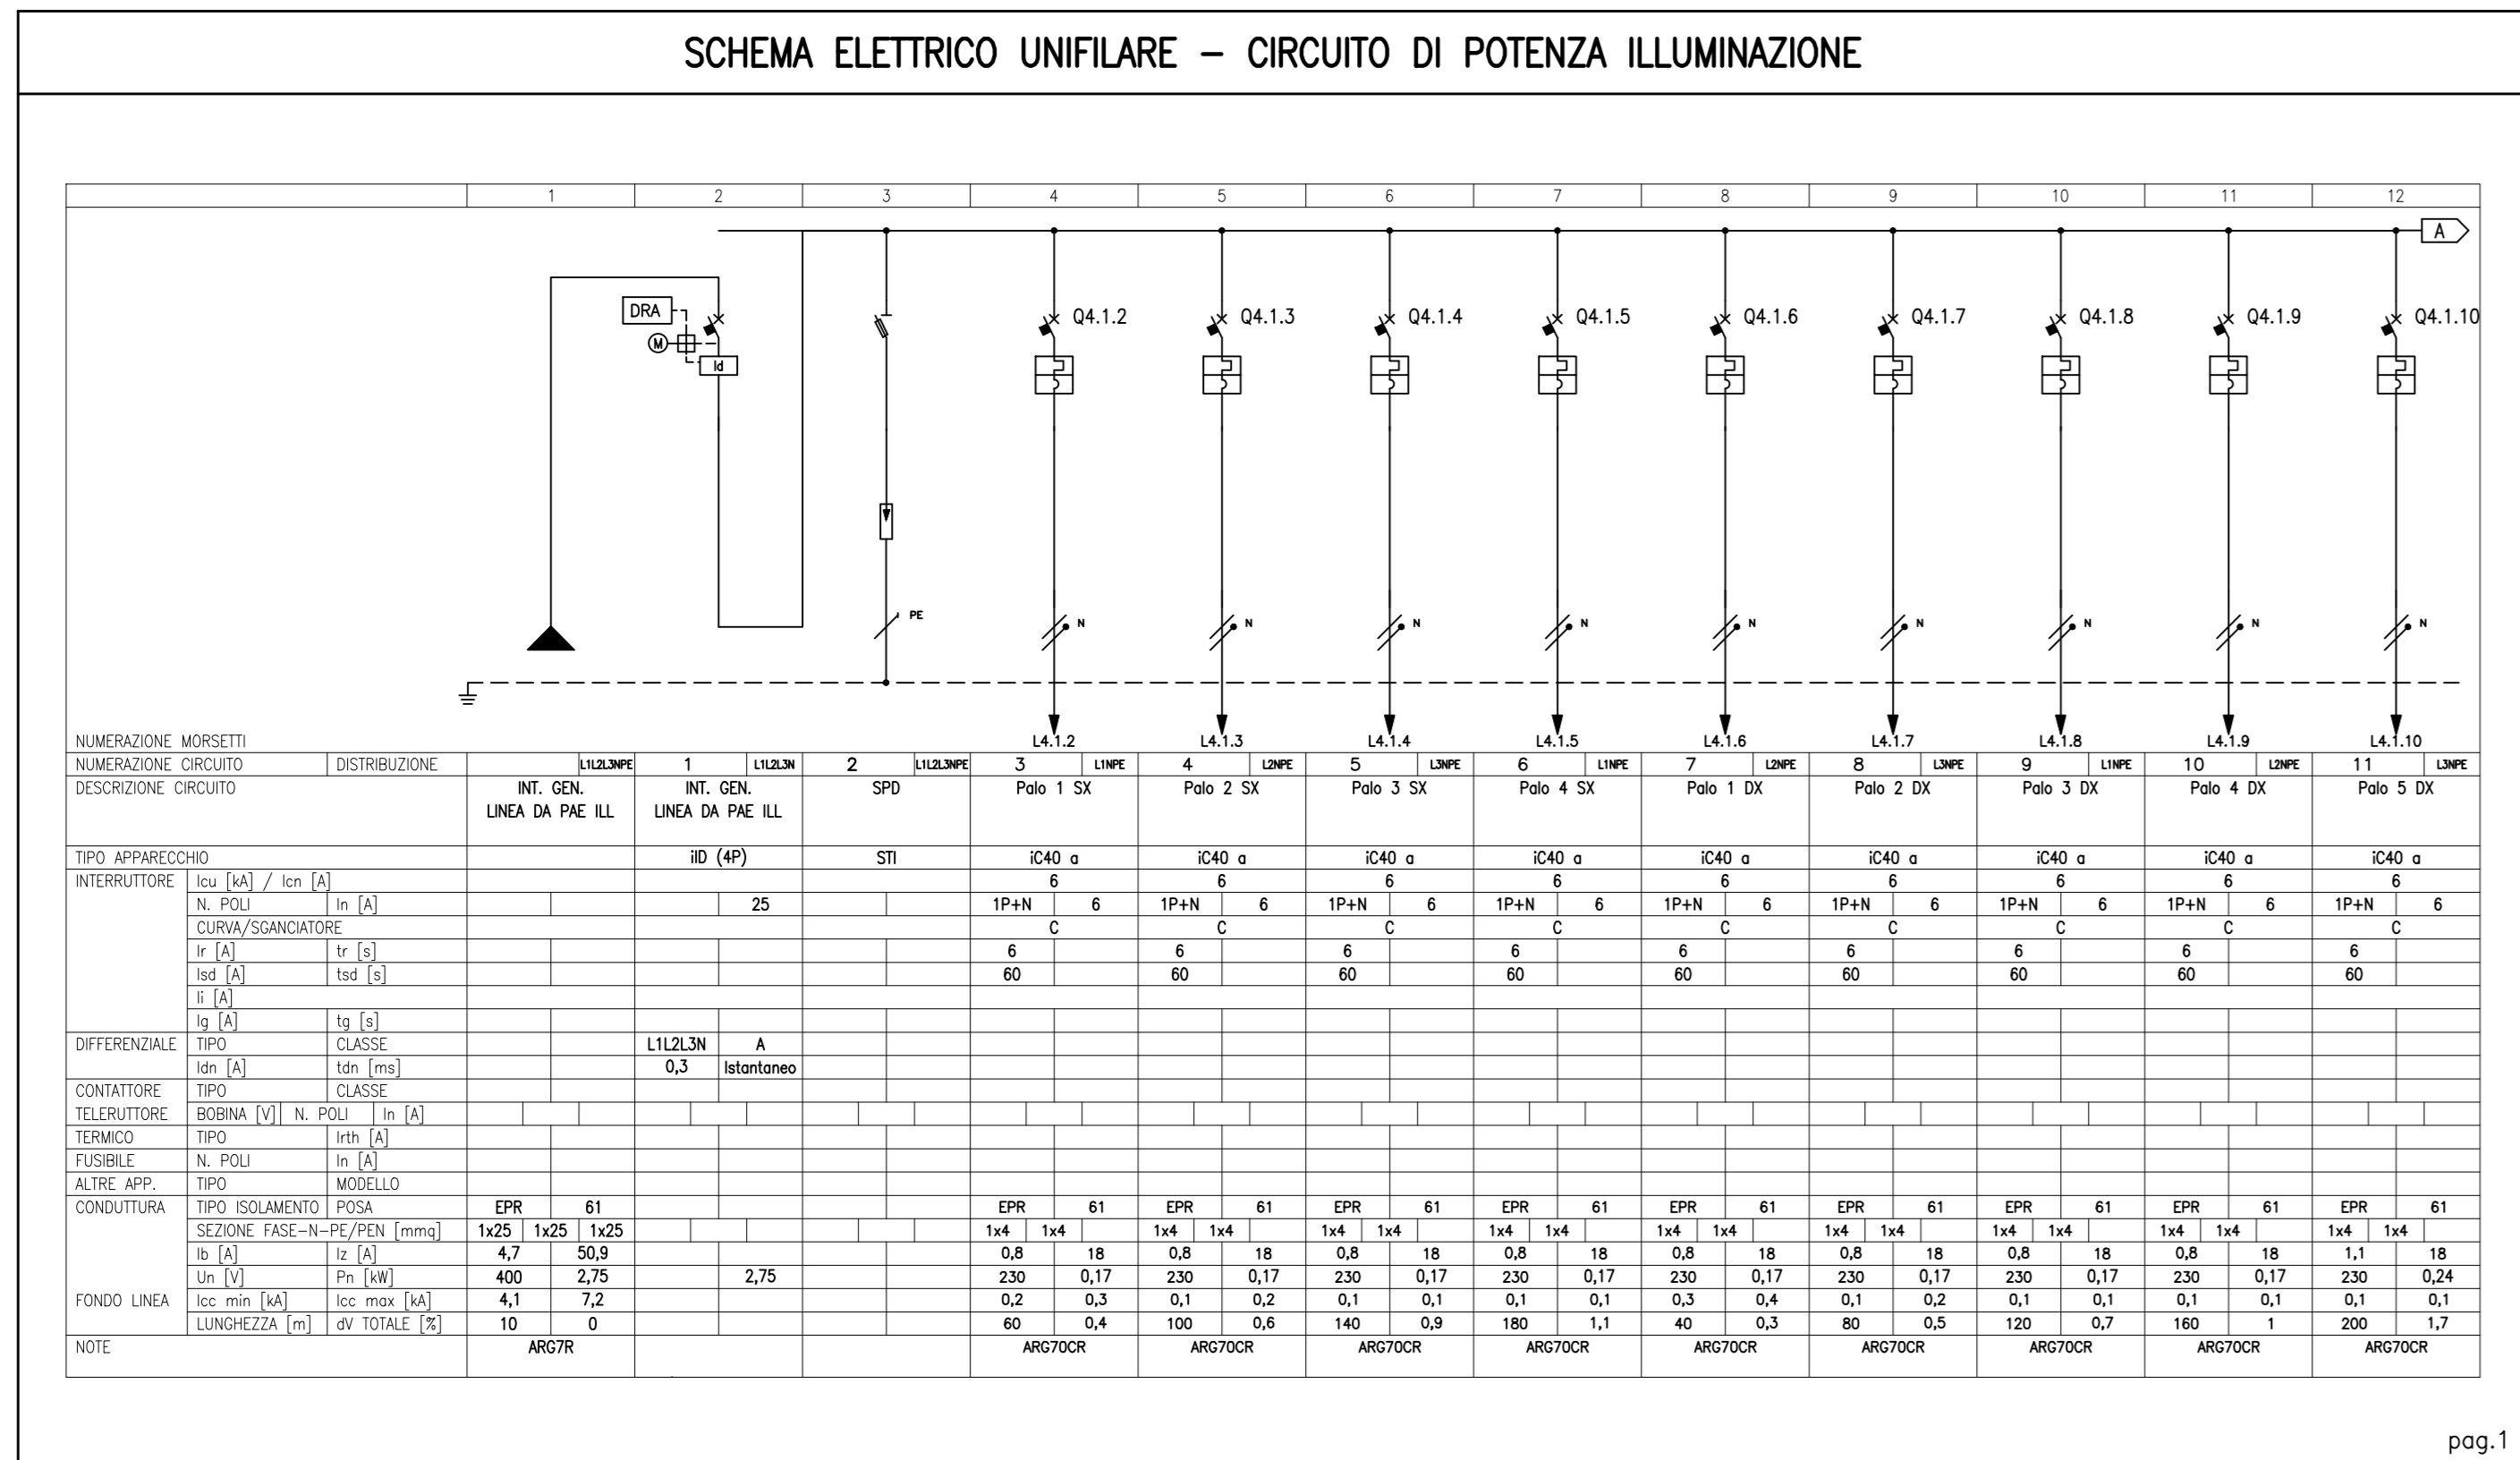 SCHEMA ELETTRICO UNIFILARE – CIRCUITO DI POTENZA ILLUMINAZIONE
1 2 3 4 5 6 7 8 9 10 11 12
A
DRA Q4.1.2 Q4.1.3 Q4.1.4 Q4.1.5 Q4.1.6 Q4.1.7 Q4.1.8 Q4.1.9 Q4.1.10
M
Id
PE N N N N N N N N N
NUMERAZIONE MORSETTI L4.1.2 L4.1.3 L4.1.4 L4.1.5 L4.1.6 L4.1.7 L4.1.8 L4.1.9 L4.1.10
NUMERAZIONE CIRCUITO DISTRIBUZIONE L1L2L3NPE 1 L1L2L3N 2 L1L2L3NPE 3 L1NPE 4 L2NPE 5 L3NPE 6 L1NPE 7 L2NPE 8 L3NPE 9 L1NPE 10 L2NPE 11 L3NPE
DESCRIZIONE CIRCUITO INT. GEN. INT. GEN. SPD Palo 1 SX Palo 2 SX Palo 3 SX Palo 4 SX Palo 1 DX Palo 2 DX Palo 3 DX Palo 4 DX Palo 5 DX
LINEA DA PAE ILL LINEA DA PAE ILL
TIPO APPARECCHIO iID (4P) STI iC40 a iC40 a iC40 a iC40 a iC40 a iC40 a iC40 a iC40 a iC40 a
INTERRUTTORE Icu [kA] / Icn [A] 6 6 6 6 6 6 6 6 6
N. POLI In [A] 25 1P+N 6 1P+N 6 1P+N 6 1P+N 6 1P+N 6 1P+N 6 1P+N 6 1P+N 6 1P+N 6
CURVA/SGANCIATORE C C C C C C C C C
Ir [A] tr [s] 6 6 6 6 6 6 6 6 6
Isd [A] tsd [s] 60 60 60 60 60 60 60 60 60
Ii [A]
Ig [A] tg [s]
DIFFERENZIALE TIPO CLASSE L1L2L3N A
Idn [A] tdn [ms] 0,3 Istantaneo
CONTATTORE TIPO CLASSE
TELERUTTORE BOBINA [V] N. POLI In [A]
TERMICO TIPO Irth [A]
FUSIBILE N. POLI In [A]
ALTRE APP. TIPO MODELLO
CONDUTTURA TIPO ISOLAMENTO POSA EPR 61 EPR 61 EPR 61 EPR 61 EPR 61 EPR 61 EPR 61 EPR 61 EPR 61 EPR 61
SEZIONE FASE–N–PE/PEN [mmq] 1x25 1x25 1x25 1x4 1x4 1x4 1x4 1x4 1x4 1x4 1x4 1x4 1x4 1x4 1x4 1x4 1x4 1x4 1x4 1x4 1x4
Ib [A] Iz [A] 4,7 50,9 0,8 18 0,8 18 0,8 18 0,8 18 0,8 18 0,8 18 0,8 18 0,8 18 1,1 18
Un [V] Pn [kW] 400 2,75 2,75 230 0,17 230 0,17 230 0,17 230 0,17 230 0,17 230 0,17 230 0,17 230 0,17 230 0,24
FONDO LINEA Icc min [kA] Icc max [kA] 4,1 7,2 0,2 0,3 0,1 0,2 0,1 0,1 0,1 0,1 0,3 0,4 0,1 0,2 0,1 0,1 0,1 0,1 0,1 0,1
LUNGHEZZA [m] dV TOTALE [%] 10 0 60 0,4 100 0,6 140 0,9 180 1,1 40 0,3 80 0,5 120 0,7 160 1 200 1,7
NOTE ARG7R ARG7OCR ARG7OCR ARG7OCR ARG7OCR ARG7OCR ARG7OCR ARG7OCR ARG7OCR ARG7OCR
pag.1